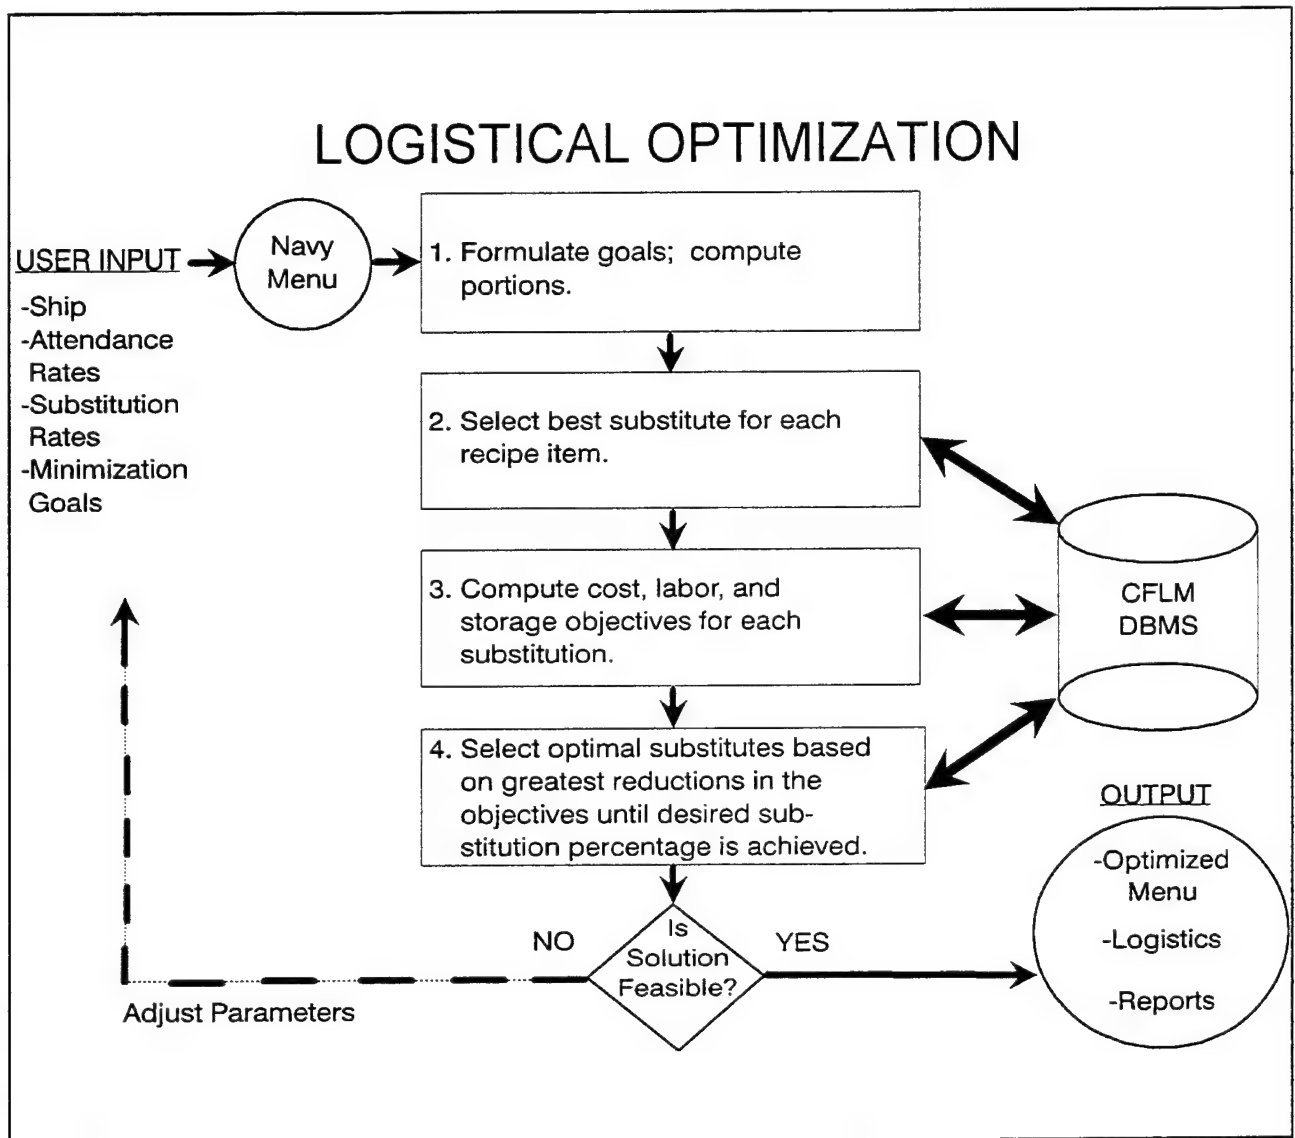 LOGISTICAL OPTIMIZATION
USER INPUT
-Ship
-Attendance
Rates
-Substitution
Rates
-Minimization
Goals
Navy
Menu
1. Formulate goals; compute
portions.
2. Select best substitute for each
recipe item.
3. Compute cost, labor, and
storage objectives for each
substitution.
4. Select optimal substitutes based
on greatest reductions in the
objectives until desired sub-
stitution percentage is achieved.
CFLM
DBMS
Is
Solution
Feasible?
NO
YES
Adjust Parameters
OUTPUT
-Optimized
Menu
-Logistics
-Reports